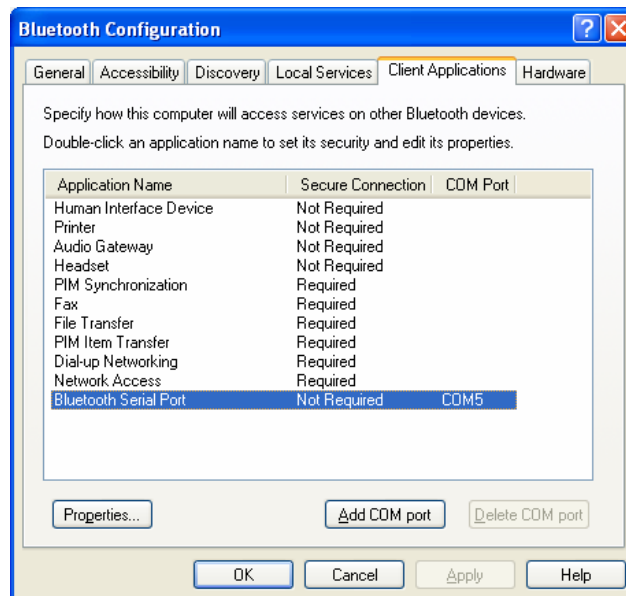 Bluetooth Configuration
General Accessibility Discovery Local Services Client Applications Hardware
Specify how this computer will access services on other Bluetooth devices.
Double-click an application name to set its security and edit its properties.
Application Name Secure Connection COM Port
Human Interface Device Not Required
Printer Not Required
Audio Gateway Not Required
Headset Not Required
PIM Synchronization Required
Fax Required
File Transfer Required
PIM Item Transfer Required
Dial-up Networking Required
Network Access Required
Bluetooth Serial Port Not Required COM5
Properties... Add COM port Delete COM port
OK Cancel Apply Help